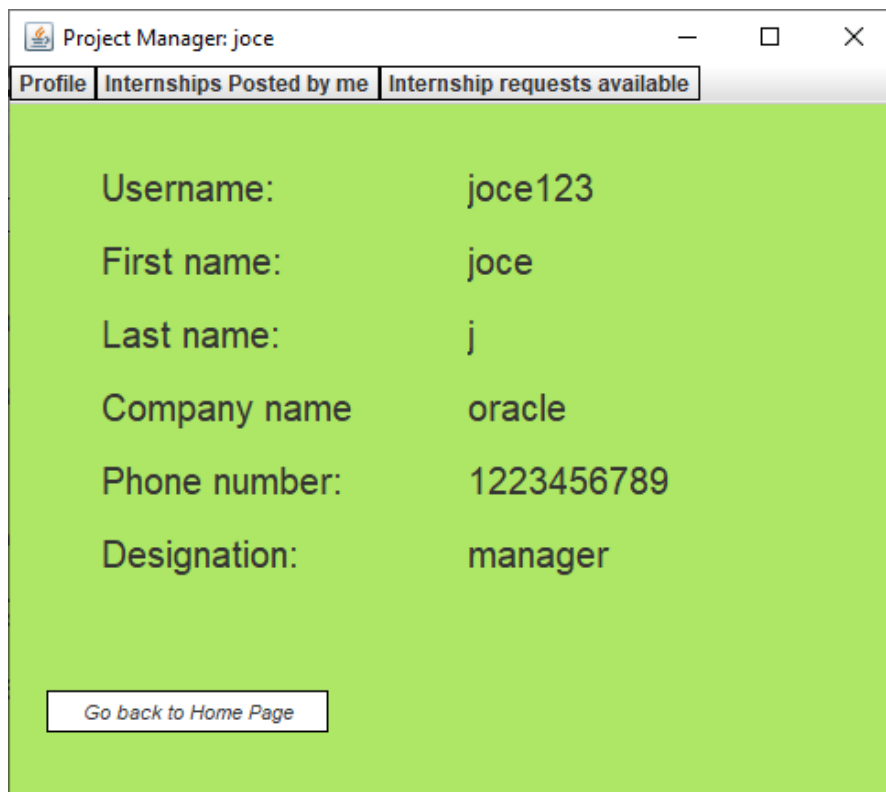 Project Manager: joce
Profile Internships Posted by me Internship requests available
Username: joce123
First name: joce
Last name: j
Company name oracle
Phone number: 1223456789
Designation: manager
Go back to Home Page